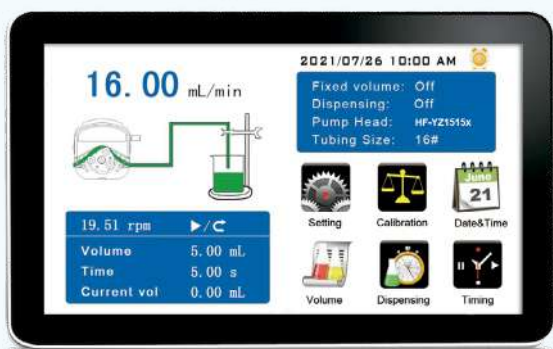 2021/07/26 10:00 AM
16.00 mL/min
Fixed volume: Off
Dispensing: Off
Pump Head: HF-YZ1515x
Tubing Size: 16#
19.51 rpm
Volume 5.00 mL
Time 5.00 s
Current vol 0.00 mL
June
21
Setting
Calibration
Date&Time
Volume
Dispensing
Timing